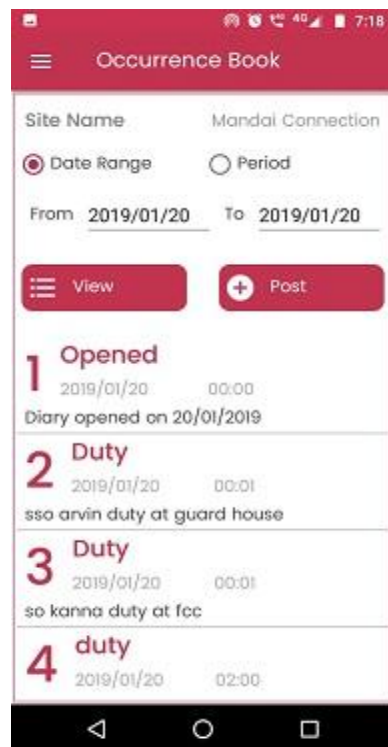 4G 7:18
Occurrence Book
Site Name Mandai Connection
Date Range Period
From 2019/01/20 To 2019/01/20
View Post
1 Opened
2019/01/20 00:00
Diary opened on 20/01/2019
2 Duty
2019/01/20 00:01
sso arvin duty at guard house
3 Duty
2019/01/20 00:01
so kanna duty at fcc
4 duty
2019/01/20 02:00